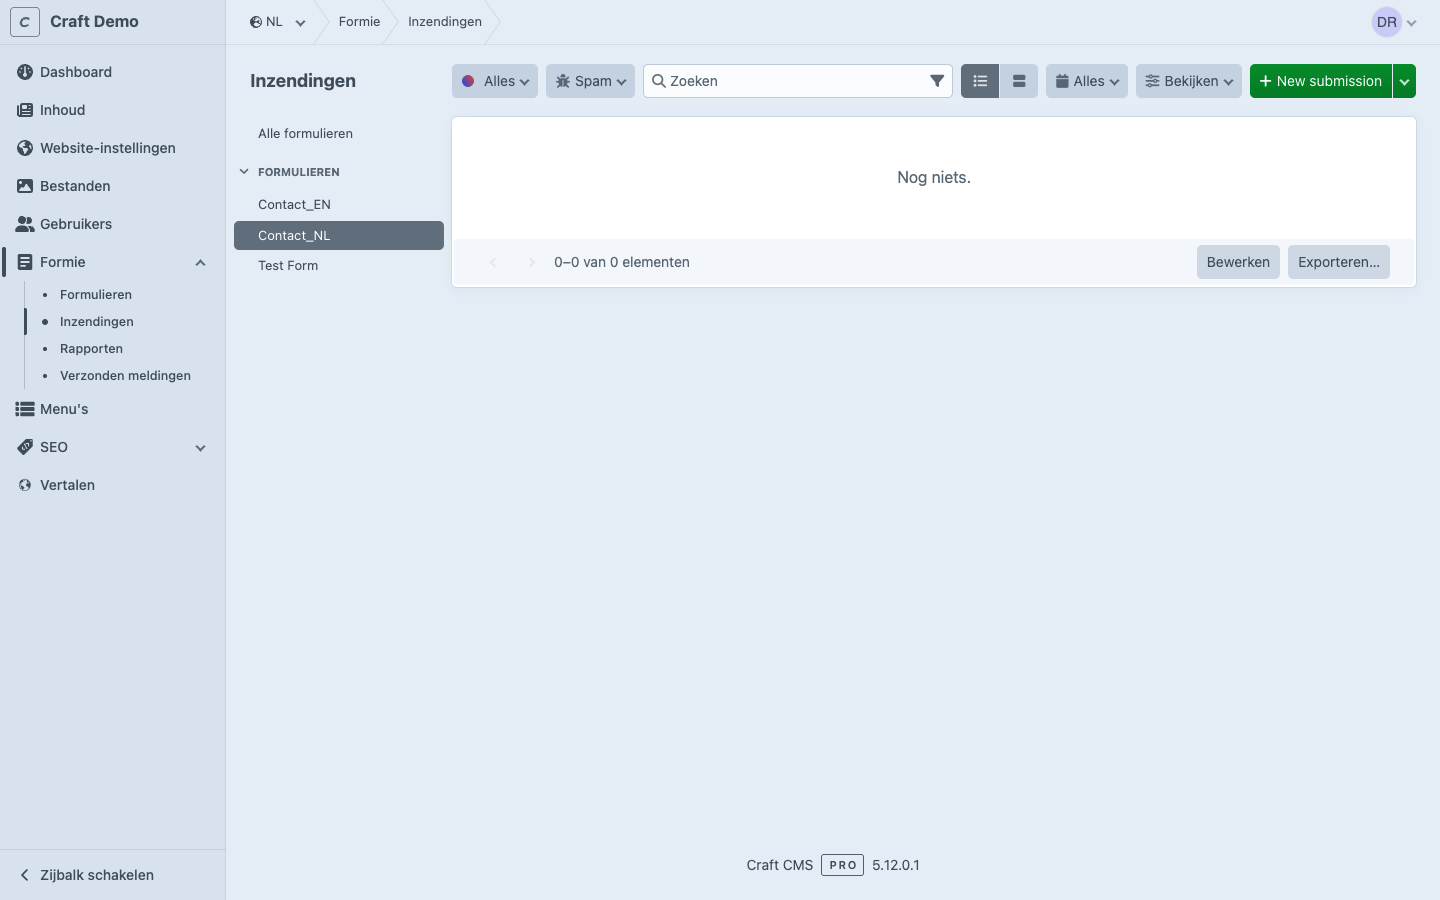 C Craft Demo
NL Formie Inzendingen
DR
Dashboard
Inhoud
Website-instellingen
Bestanden
Gebruikers
Formie
Formulieren
Inzendingen
Rapporten
Verzonden meldingen
Menu's
SEO
Vertalen
Zijbalk schakelen
Inzendingen
Alles Spam Zoeken Alles Bekijken New submission
Alle formulieren
FORMULIEREN
Contact_EN
Contact_NL
Test Form
Nog niets.
0–0 van 0 elementen Bewerken Exporteren…
Craft CMS PRO 5.12.0.1